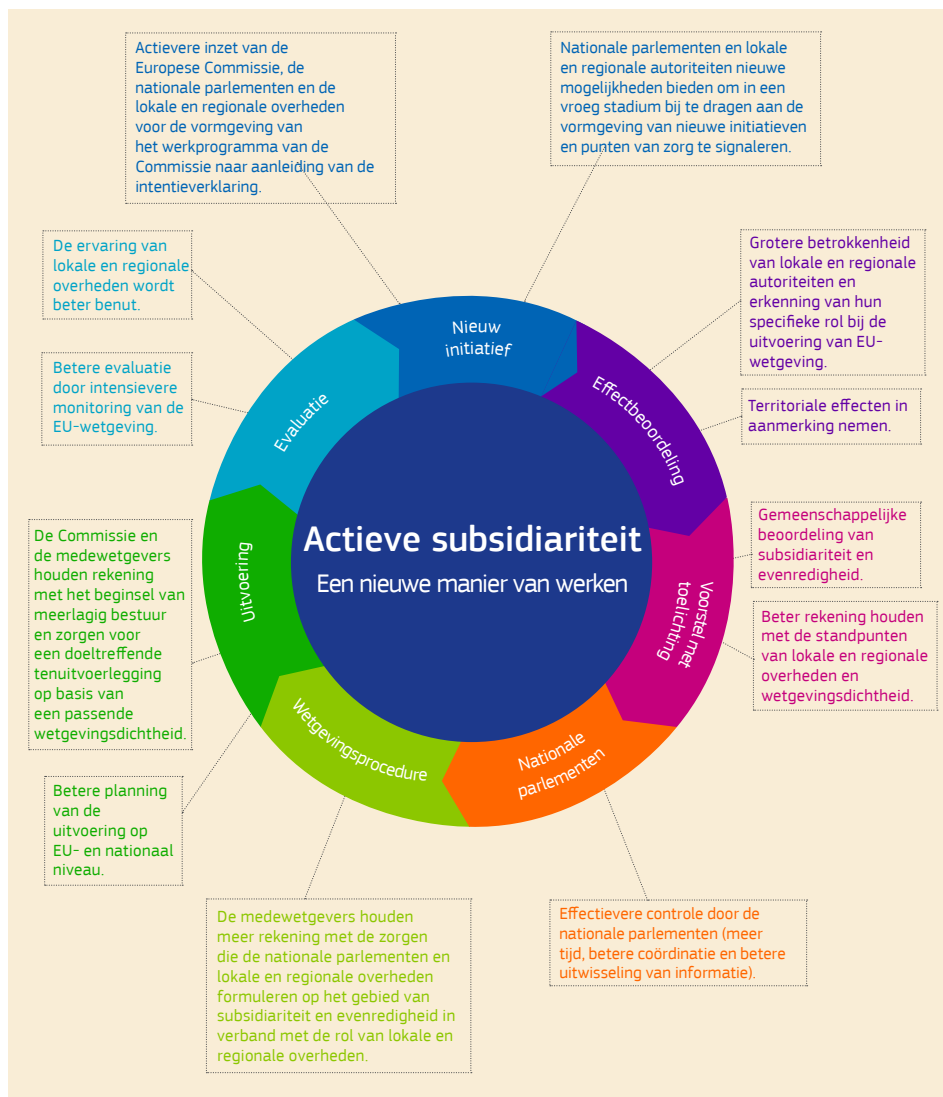 Actievere inzet van de
Europese Commissie, de
nationale parlementen en de
lokale en regionale overheden
voor de vormgeving van
het werkprogramma van de
Commissie naar aanleiding van de
intentieverklaring.
Nationale parlementen en lokale
en regionale autoriteiten nieuwe
mogelijkheden bieden om in een
vroeg stadium bij te dragen aan de
vormgeving van nieuwe initiatieven
en punten van zorg te signaleren.
De ervaring van
lokale en regionale
overheden wordt
beter benut.
Grotere betrokkenheid
van lokale en regionale
autoriteiten en
erkenning van hun
specifieke rol bij de
uitvoering van EU-
wetgeving.
Betere evaluatie
door intensievere
monitoring van de
EU-wetgeving.
Territoriale effecten in
aanmerking nemen.
Nieuw
initiatief
Effectbeoordeling
Voorstel met
toelichting
Nationale
parlementen
Wetgevingsprocedure
Uitvoering
Evaluatie
Actieve subsidiariteit
Een nieuwe manier van werken
De Commissie en
de medewetgevers
houden rekening
met het beginsel van
meerlagig bestuur
en zorgen voor
een doeltreffende
tenuitvoerlegging
op basis van
een passende
wetgevingsdichtheid.
Gemeenschappelijke
beoordeling van
subsidiariteit en
evenredigheid.
Beter rekening houden
met de standpunten
van lokale en regionale
overheden en
wetgevingsdichtheid.
Betere planning
van de
uitvoering op
EU- en nationaal
niveau.
De medewetgevers houden
meer rekening met de zorgen
die de nationale parlementen en
lokale en regionale overheden
formuleren op het gebied van
subsidiariteit en evenredigheid in
verband met de rol van lokale en
regionale overheden.
Effectievere controle door de
nationale parlementen (meer
tijd, betere coördinatie en betere
uitwisseling van informatie).